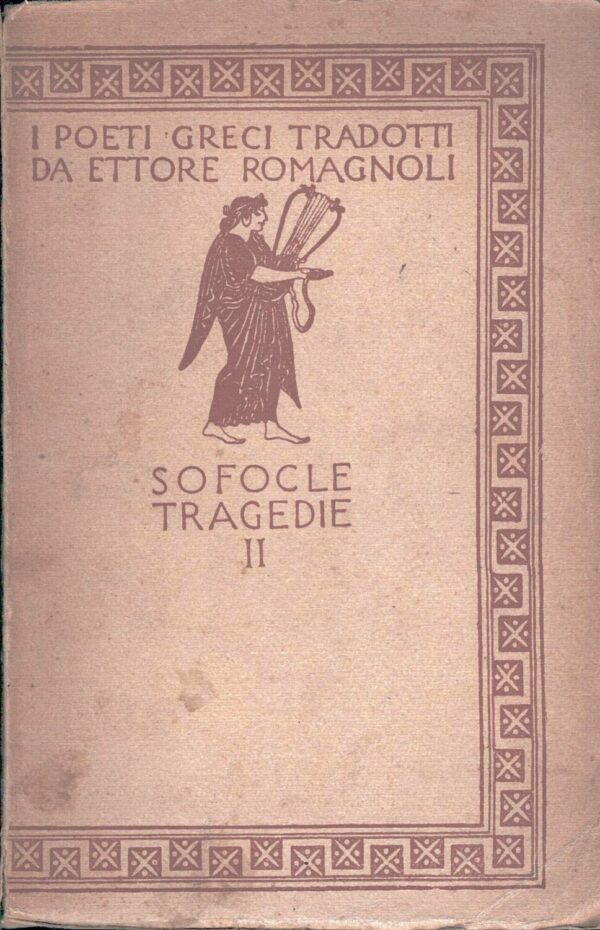 I POETI GRECI TRADOTTI
DA ETTORE ROMAGNOLI
SOFOCLE
TRAGEDIE
II